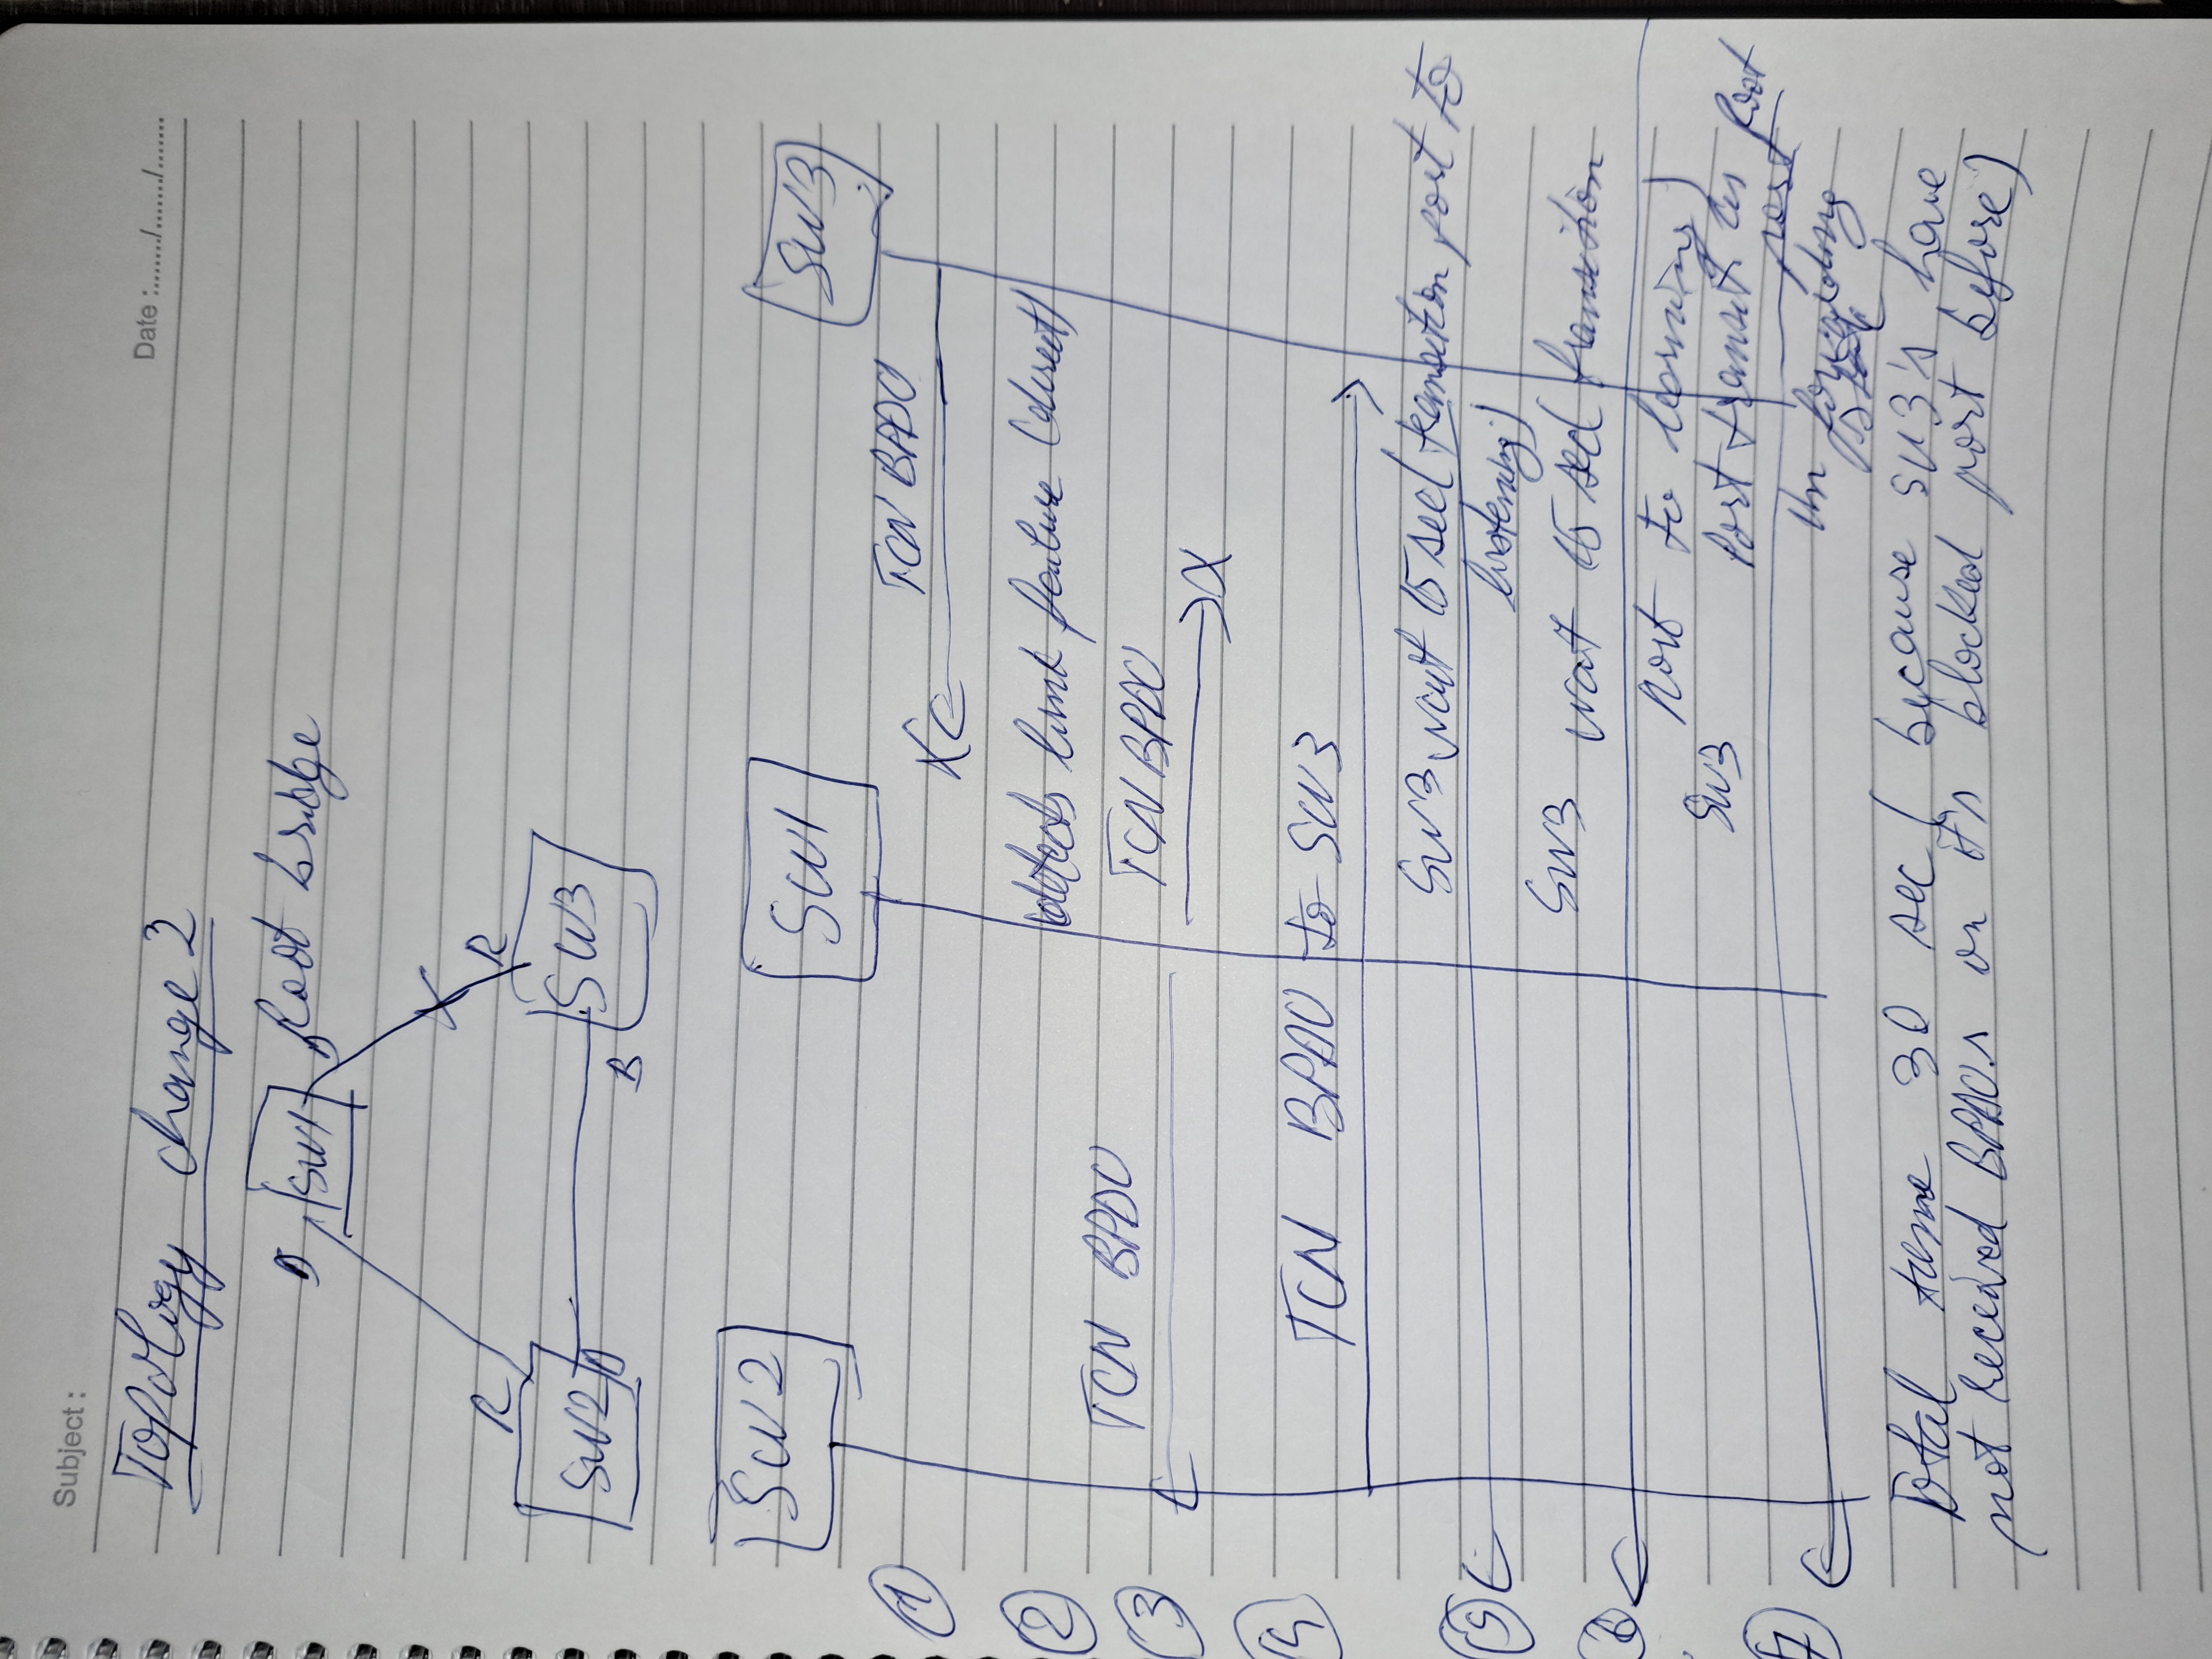 Subject :
Date :......../......../........
Topology change 2
D SW1 D Root bridge
R R
SW2 D B SW3
SW2 SW1 SW3
1 TCN BPDU
X
2 detects link failure (direct)
3 TCN BPDU TCN BPDU
X
4 TCN BPDU to SW3
SW3 wait 15 sec (transition port to
5 listening)
SW3 wait 15 sec (transition
6
port to learning)
SW3 Port transit as Root
port
7 in forwarding
state
Total time 30 sec ( because SW3's have
not received BPDUs on it's blocked port before)